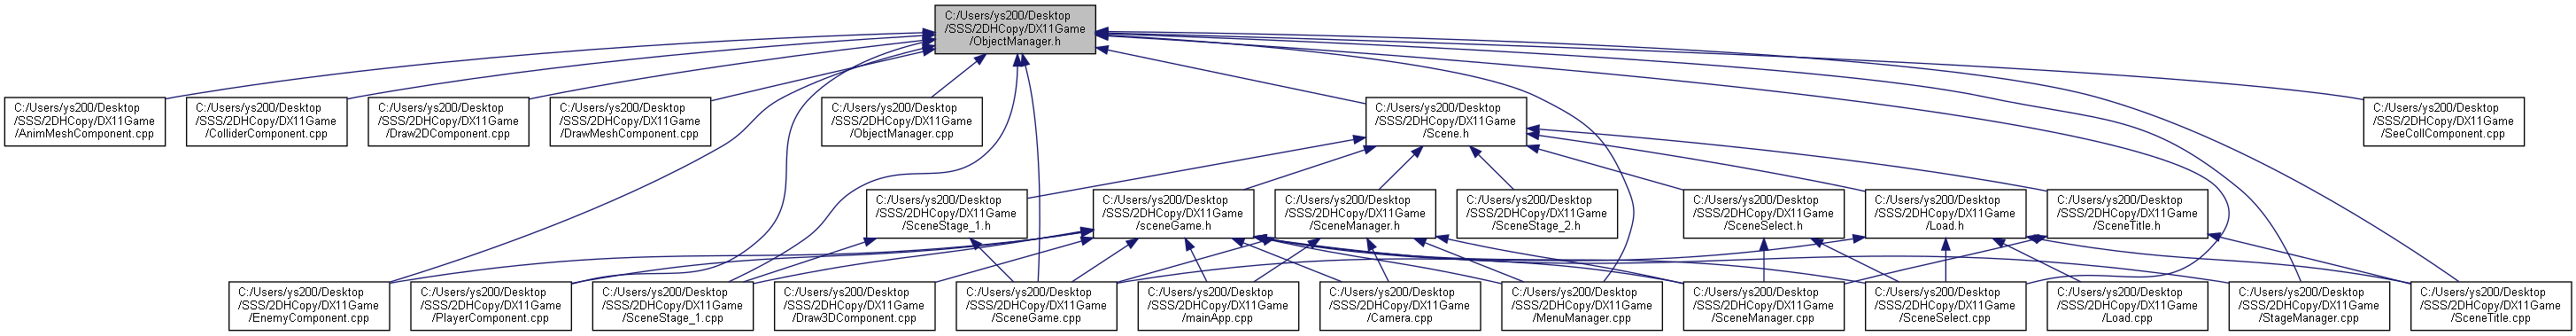 C:/Users/ys200/Desktop
/SSS/2DHCopy/DX11Game
/ObjectManager.h
C:/Users/ys200/Desktop
/SSS/2DHCopy/DX11Game
/AnimMeshComponent.cpp
C:/Users/ys200/Desktop
/SSS/2DHCopy/DX11Game
/ColliderComponent.cpp
C:/Users/ys200/Desktop
/SSS/2DHCopy/DX11Game
/Draw2DComponent.cpp
C:/Users/ys200/Desktop
/SSS/2DHCopy/DX11Game
/DrawMeshComponent.cpp
C:/Users/ys200/Desktop
/SSS/2DHCopy/DX11Game
/ObjectManager.cpp
C:/Users/ys200/Desktop
/SSS/2DHCopy/DX11Game
/Scene.h
C:/Users/ys200/Desktop
/SSS/2DHCopy/DX11Game
/SeeCollComponent.cpp
C:/Users/ys200/Desktop
/SSS/2DHCopy/DX11Game
/SceneStage_1.h
C:/Users/ys200/Desktop
/SSS/2DHCopy/DX11Game
/sceneGame.h
C:/Users/ys200/Desktop
/SSS/2DHCopy/DX11Game
/SceneManager.h
C:/Users/ys200/Desktop
/SSS/2DHCopy/DX11Game
/SceneStage_2.h
C:/Users/ys200/Desktop
/SSS/2DHCopy/DX11Game
/SceneSelect.h
C:/Users/ys200/Desktop
/SSS/2DHCopy/DX11Game
/Load.h
C:/Users/ys200/Desktop
/SSS/2DHCopy/DX11Game
/SceneTitle.h
C:/Users/ys200/Desktop
/SSS/2DHCopy/DX11Game
/EnemyComponent.cpp
C:/Users/ys200/Desktop
/SSS/2DHCopy/DX11Game
/PlayerComponent.cpp
C:/Users/ys200/Desktop
/SSS/2DHCopy/DX11Game
/SceneStage_1.cpp
C:/Users/ys200/Desktop
/SSS/2DHCopy/DX11Game
/Draw3DComponent.cpp
C:/Users/ys200/Desktop
/SSS/2DHCopy/DX11Game
/SceneGame.cpp
C:/Users/ys200/Desktop
/SSS/2DHCopy/DX11Game
/mainApp.cpp
C:/Users/ys200/Desktop
/SSS/2DHCopy/DX11Game
/Camera.cpp
C:/Users/ys200/Desktop
/SSS/2DHCopy/DX11Game
/MenuManager.cpp
C:/Users/ys200/Desktop
/SSS/2DHCopy/DX11Game
/SceneManager.cpp
C:/Users/ys200/Desktop
/SSS/2DHCopy/DX11Game
/SceneSelect.cpp
C:/Users/ys200/Desktop
/SSS/2DHCopy/DX11Game
/Load.cpp
C:/Users/ys200/Desktop
/SSS/2DHCopy/DX11Game
/StageManager.cpp
C:/Users/ys200/Desktop
/SSS/2DHCopy/DX11Game
/SceneTitle.cpp